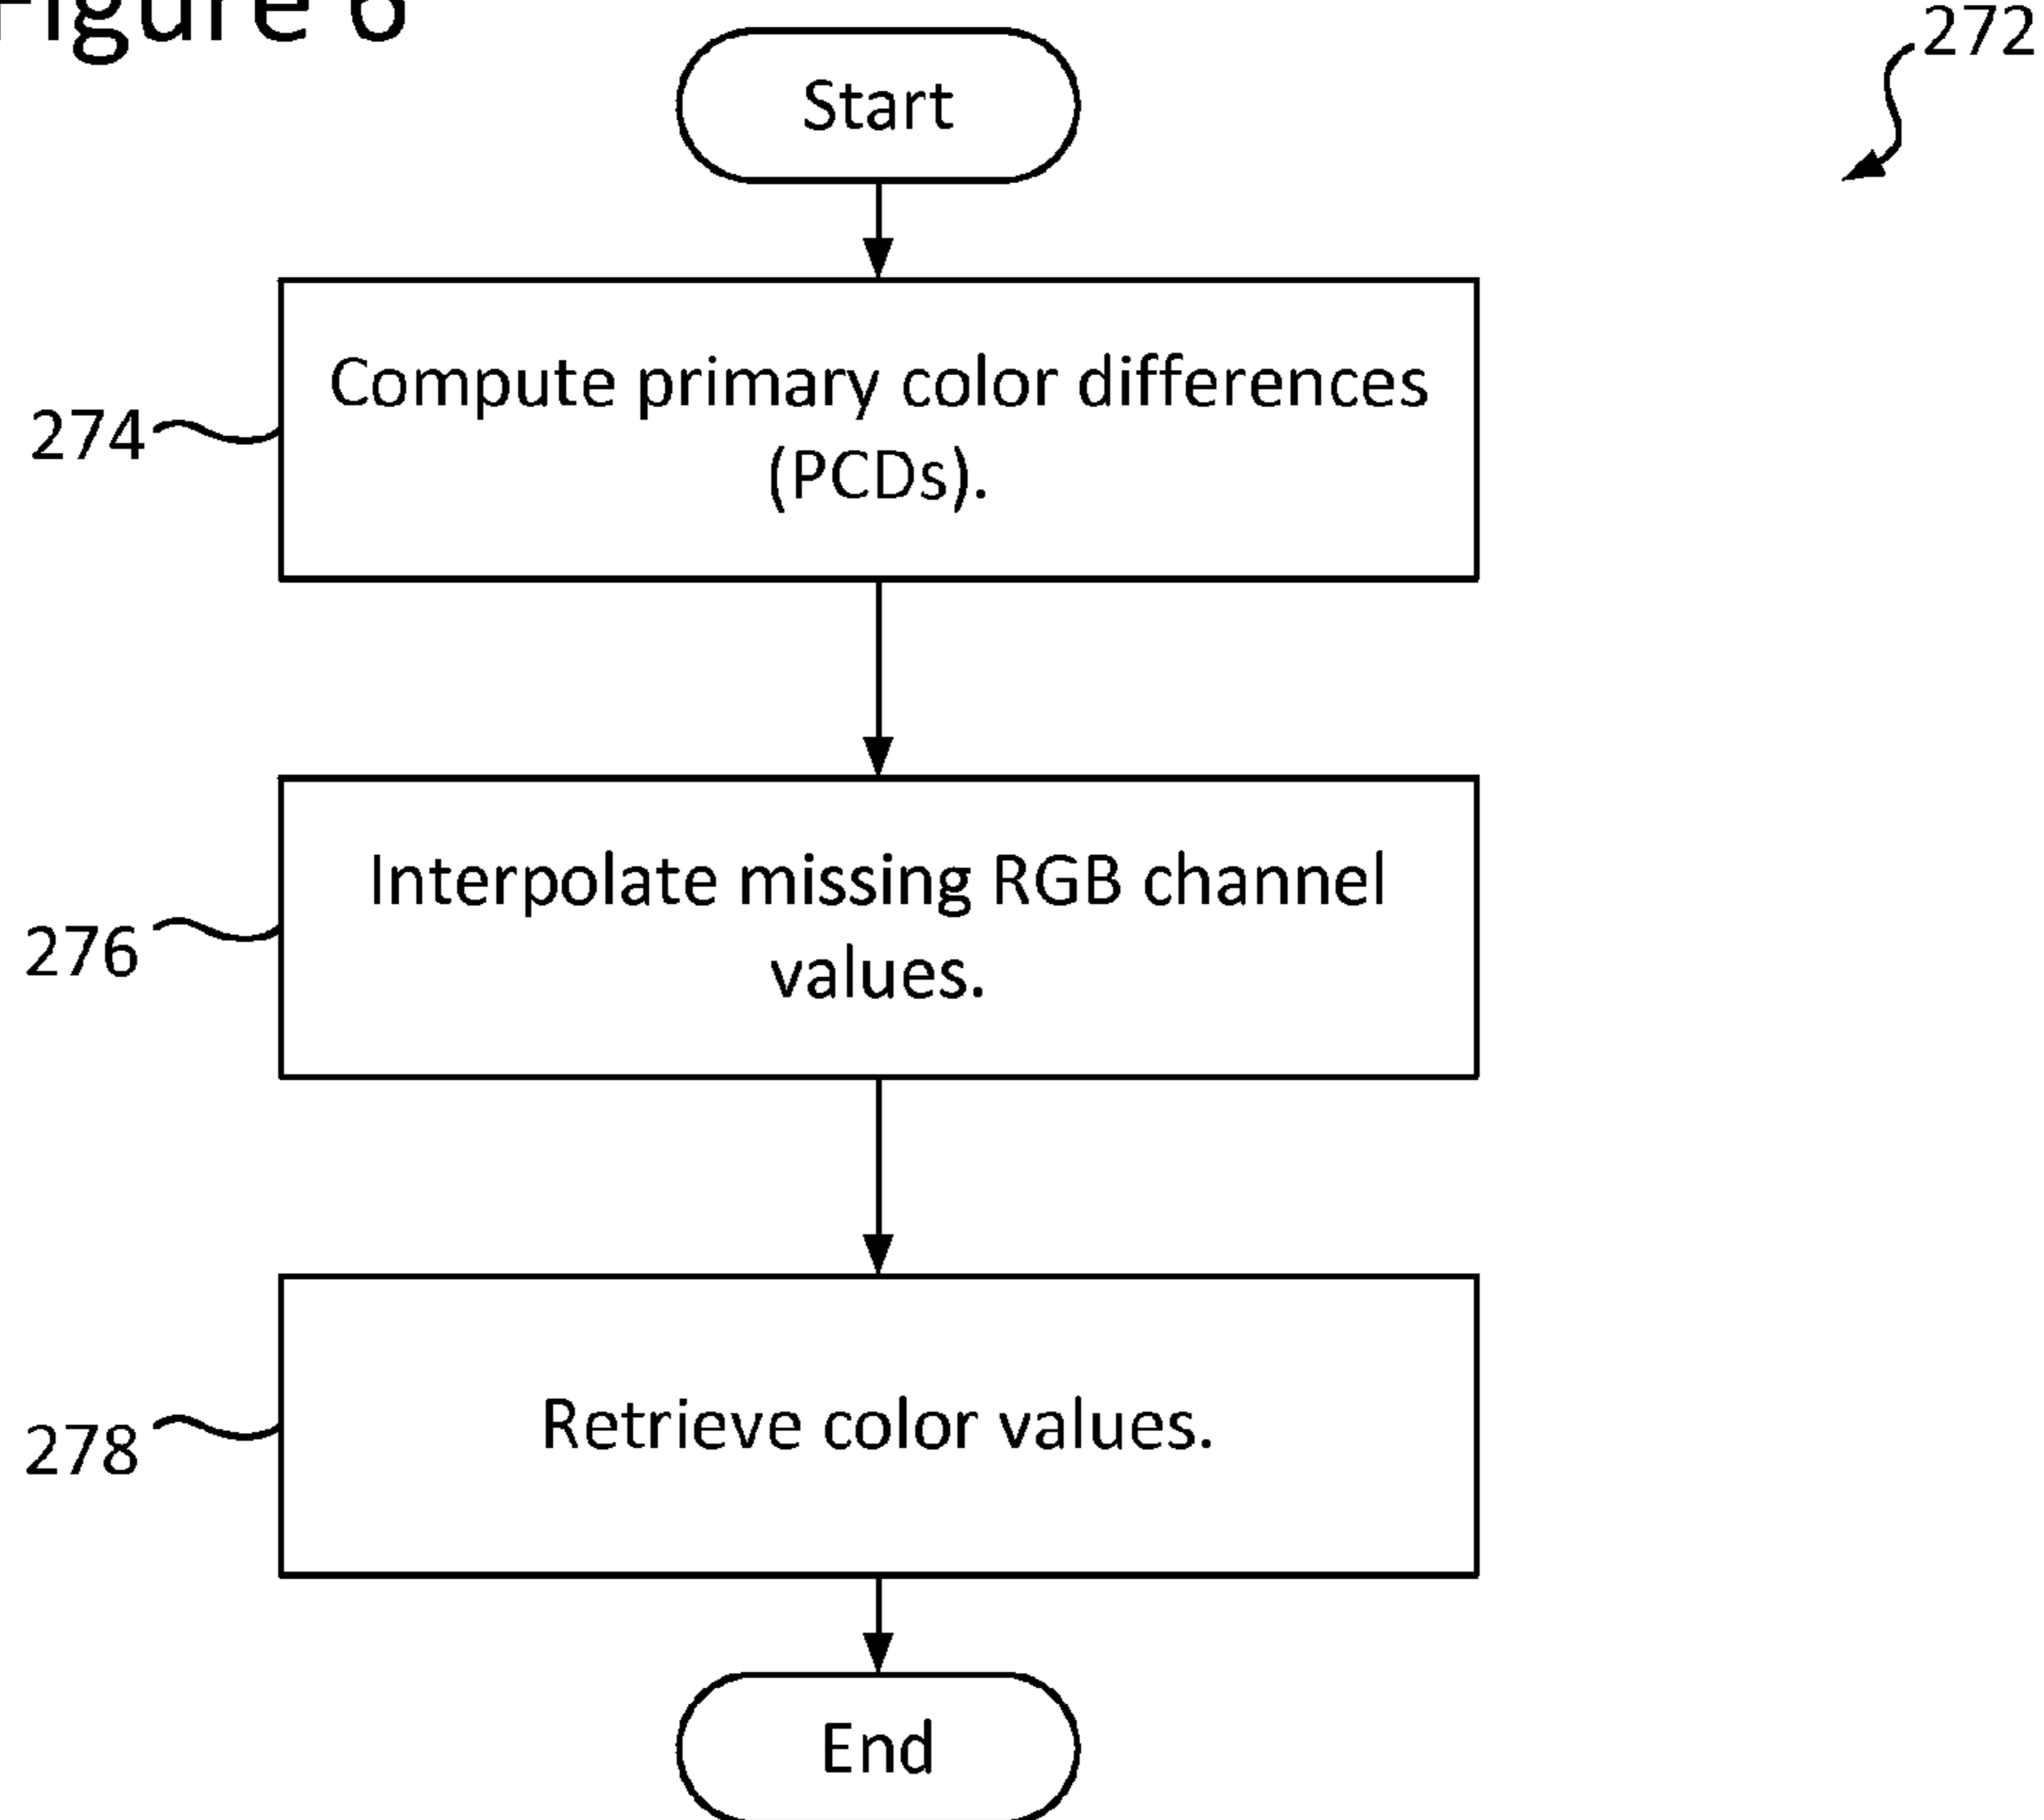 Figure 6
272
Start
Compute primary color differences
(PCDs).
274
Interpolate missing RGB channel
values.
276
Retrieve color values.
278
End